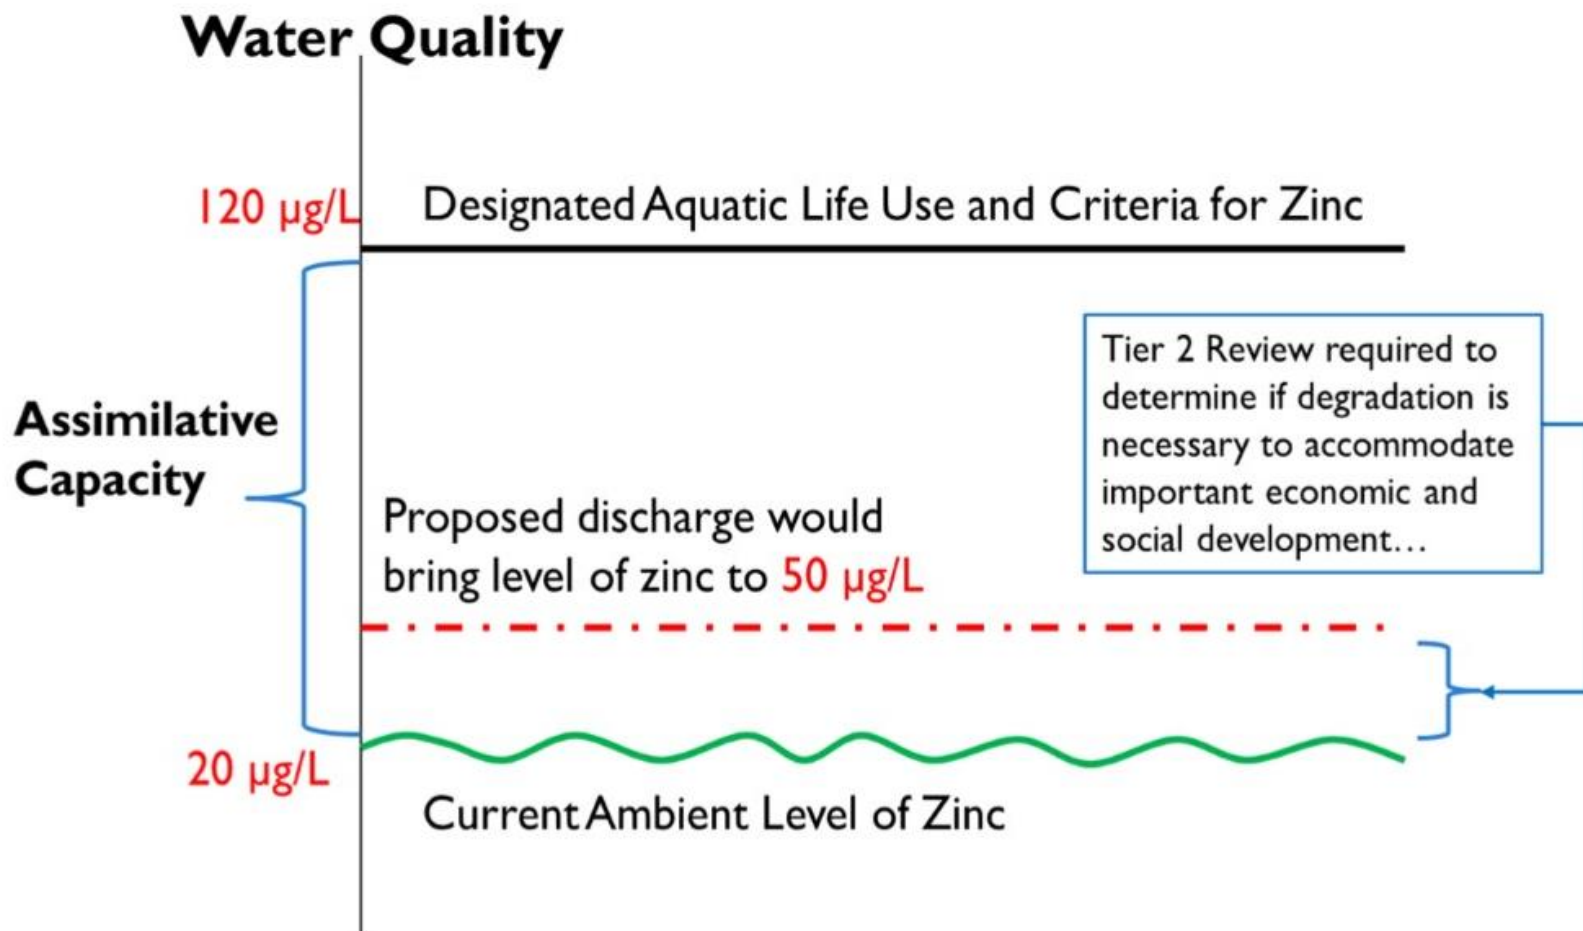 Water Quality
120 µg/L
Designated Aquatic Life Use and Criteria for Zinc
Tier 2 Review required to
determine if degradation is
necessary to accommodate
important economic and
social development…
Assimilative
Capacity
Proposed discharge would
bring level of zinc to 50 µg/L
20 µg/L
Current Ambient Level of Zinc